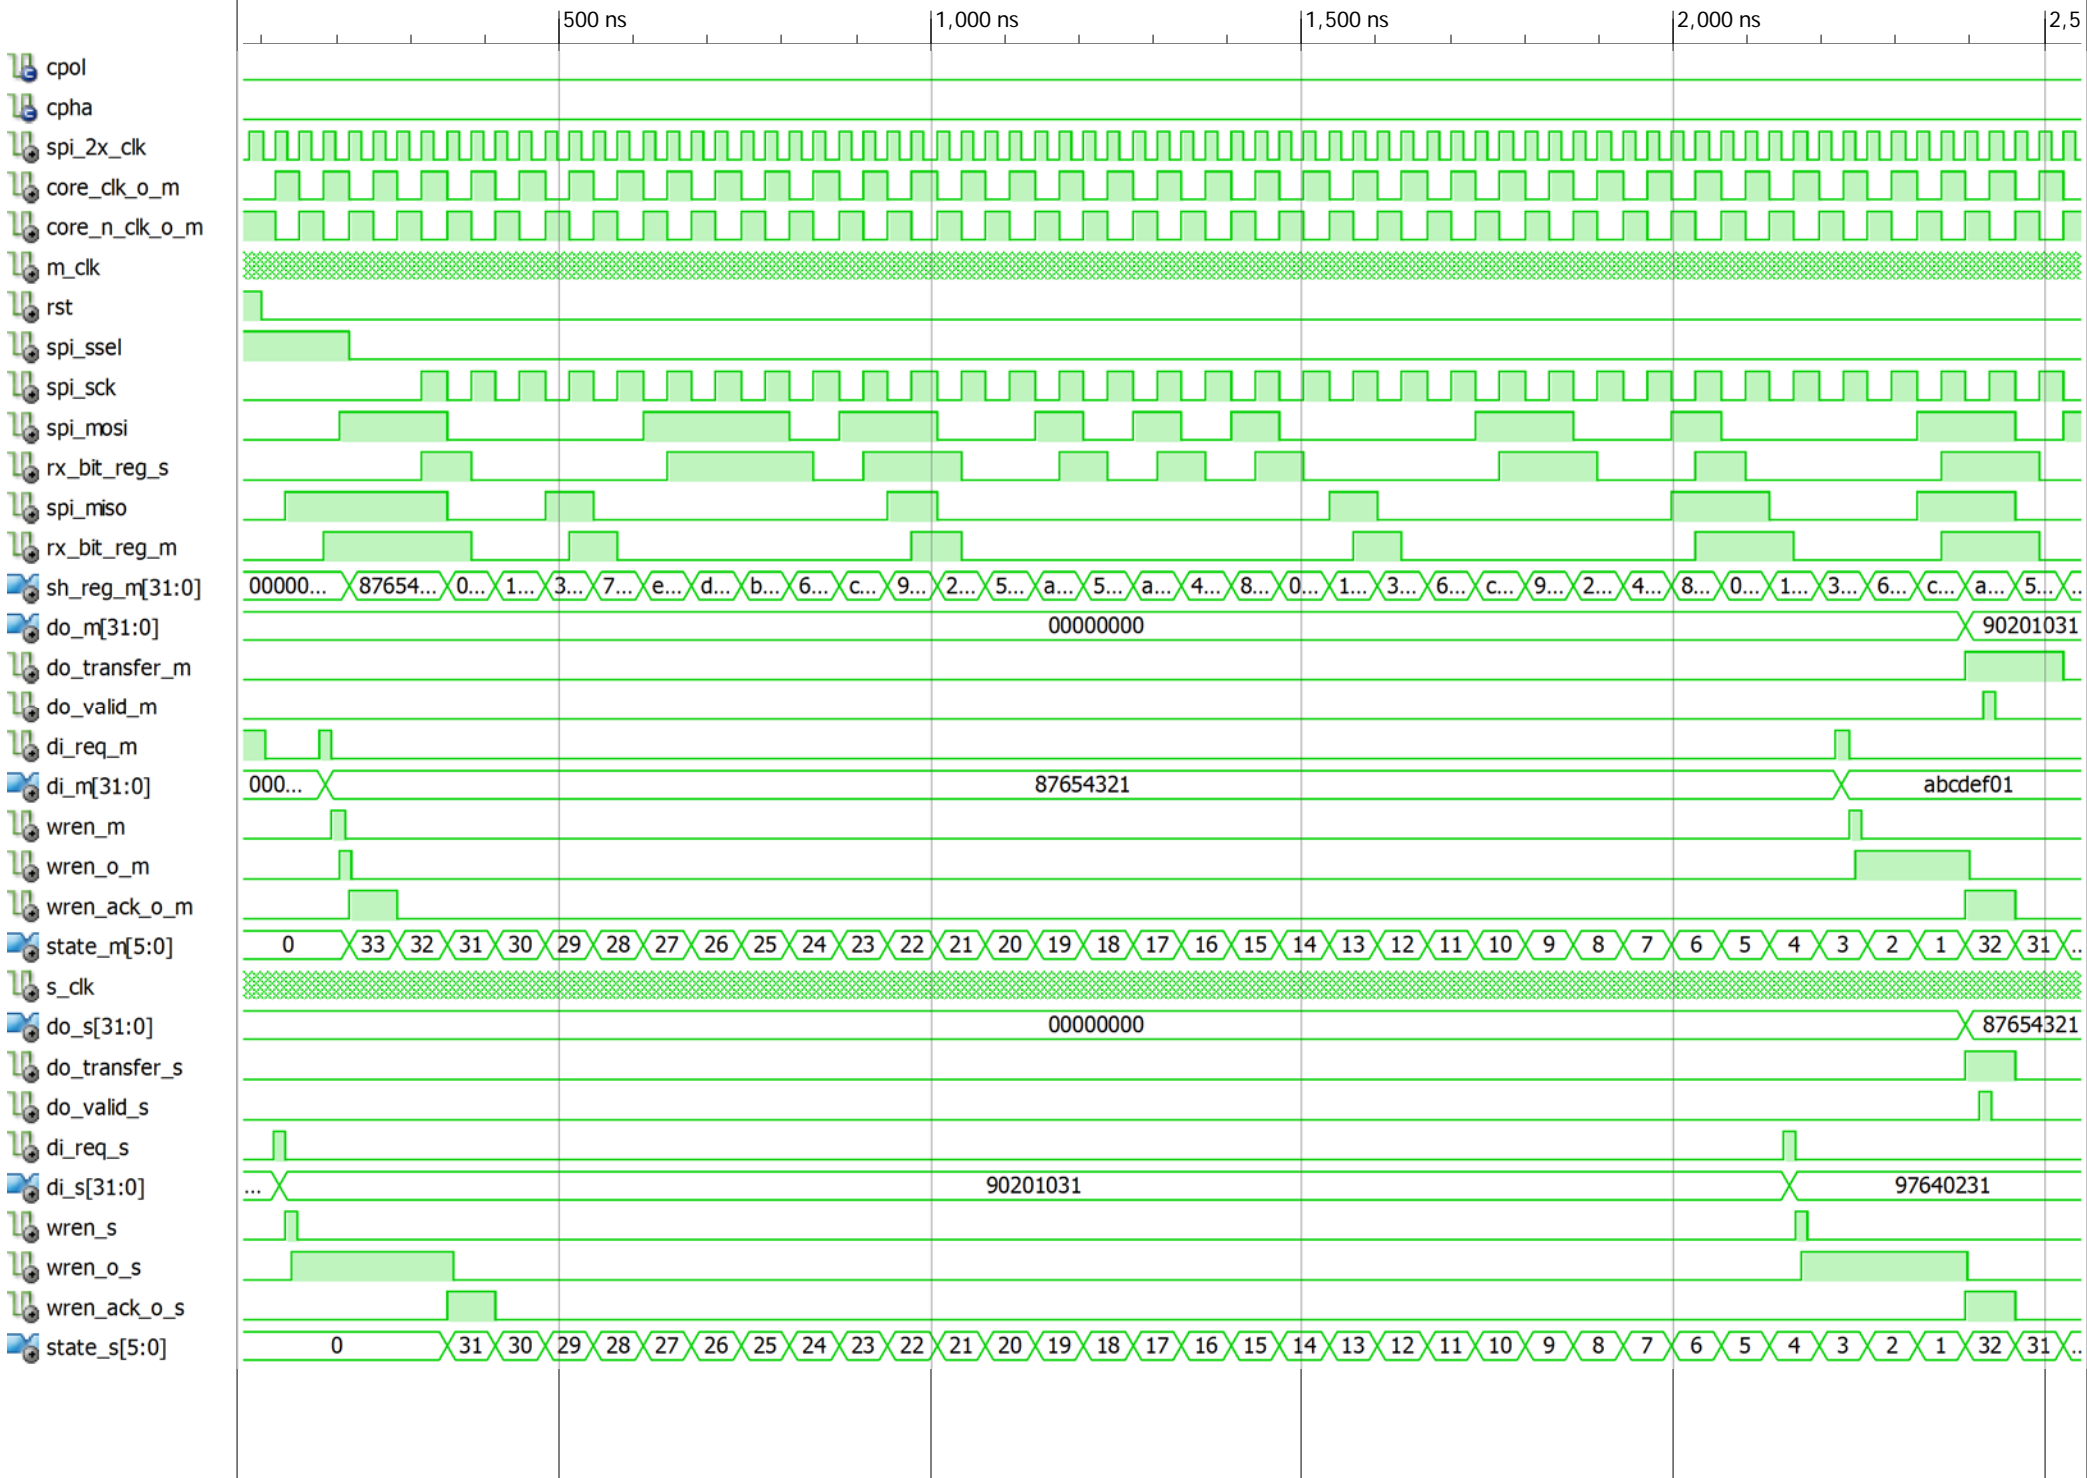 500 ns 1,000 ns 1,500 ns 2,000 ns 2,5
cpol
cpha
spi_2x_clk
core_clk_o_m
core_n_clk_o_m
m_clk
rst
spi_ssel
spi_sck
spi_mosi
rx_bit_reg_s
spi_miso
rx_bit_reg_m
sh_reg_m[31:0] 00000... 87654... 0... 1... 3... 7... e... d... b... 6... c... 9... 2... 5... a... 5... a... 4... 8... 0... 1... 3... 6... c... 9... 2... 4... 8... 0... 1... 3... 6... c... a... 5... ..
do_m[31:0] 00000000 90201031
do_transfer_m
do_valid_m
di_req_m
di_m[31:0] 000... 87654321 abcdef01
wren_m
wren_o_m
wren_ack_o_m
state_m[5:0] 0 33 32 31 30 29 28 27 26 25 24 23 22 21 20 19 18 17 16 15 14 13 12 11 10 9 8 7 6 5 4 3 2 1 32 31 ..
s_clk
do_s[31:0] 00000000 87654321
do_transfer_s
do_valid_s
di_req_s
di_s[31:0] ... 90201031 97640231
wren_s
wren_o_s
wren_ack_o_s
state_s[5:0] 0 31 30 29 28 27 26 25 24 23 22 21 20 19 18 17 16 15 14 13 12 11 10 9 8 7 6 5 4 3 2 1 32 31 ..